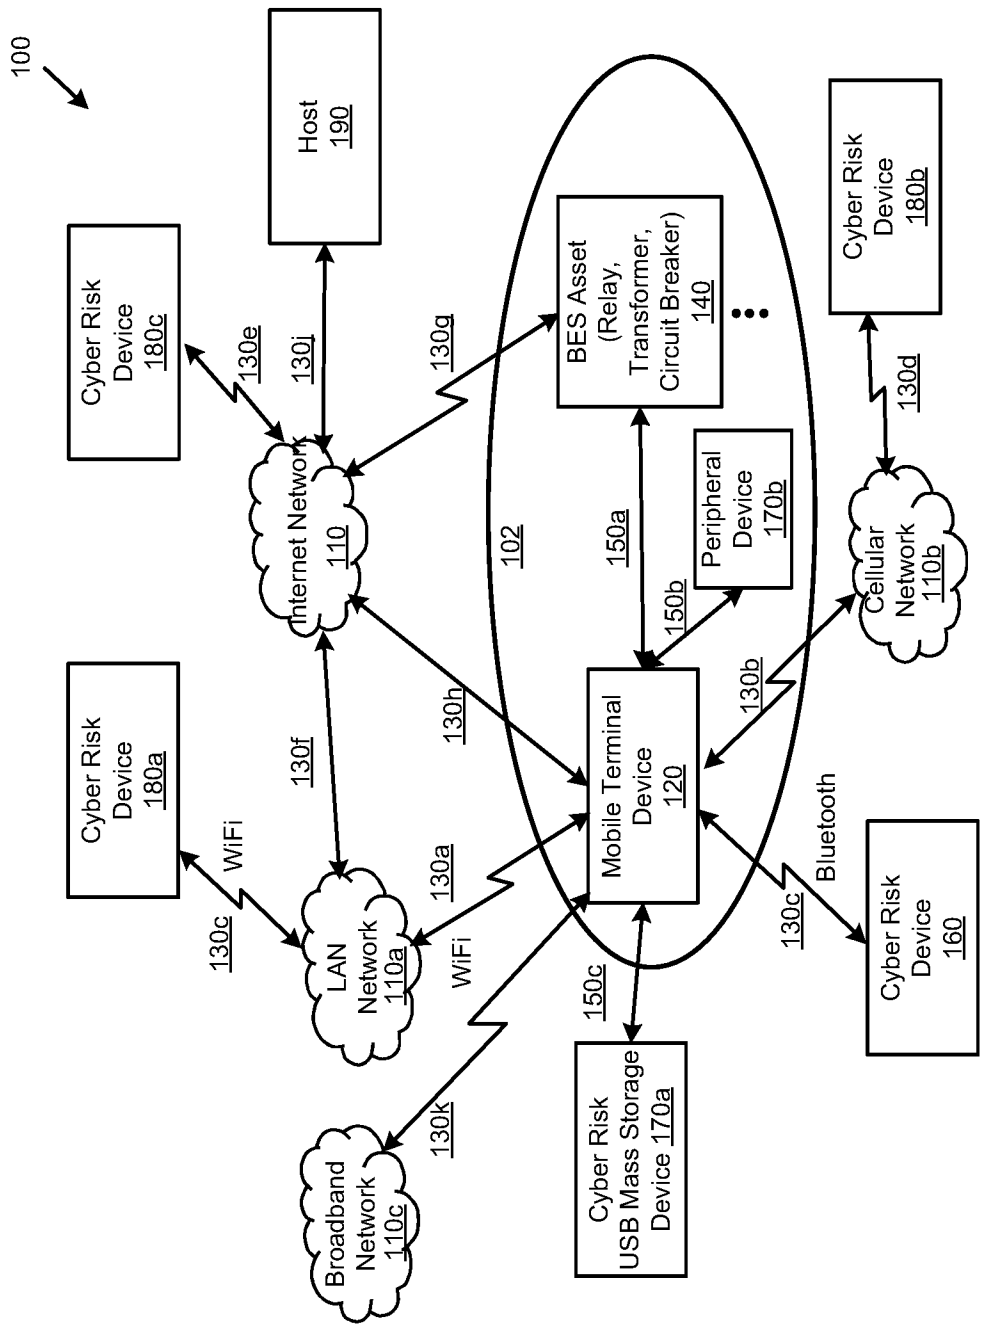 100
Cyber Risk
Device
180c
Host
190
130e
130j
130g
Internet Network
110
Cyber Risk
Device
180a
WiFi
130c
130f
130h
LAN
Network
110a
130a
WiFi
Broadband
Network
110c
130k
102
BES Asset
(Relay,
Transformer,
Circuit Breaker)
140
...
150a
Peripheral
Device
170b
150b
Mobile Terminal
Device
120
130b
150c
Cyber Risk
USB Mass Storage
Device 170a
Cyber Risk
Device
180b
130d
Cellular
Network
110b
Bluetooth
130c
Cyber Risk
Device
160